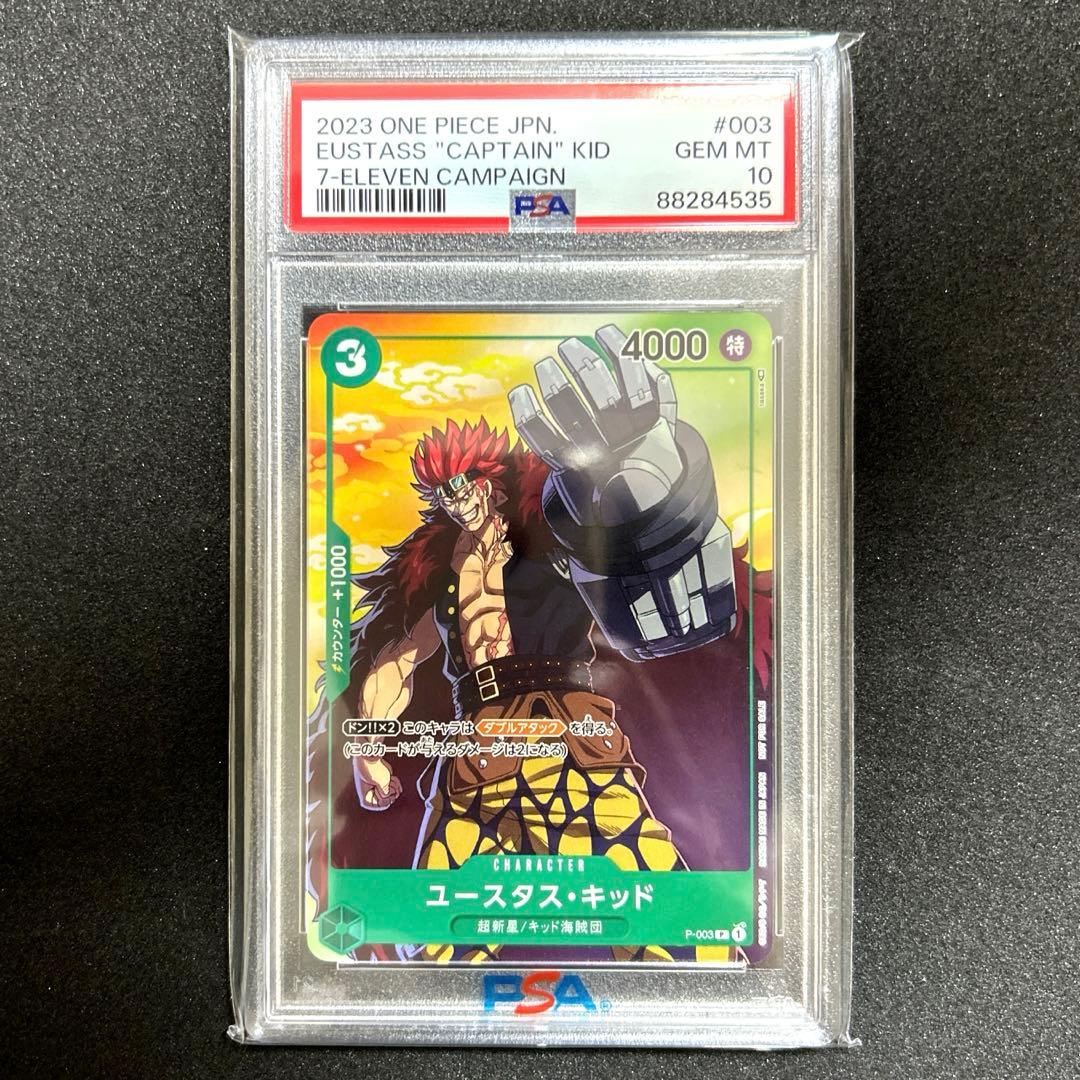 2023 ONE PIECE JPN. #003
EUSTASS "CAPTAIN" KID GEM MT
7-ELEVEN CAMPAIGN 10
PSA 88284535
3 4000 特
カウンター +1000
ドン!!×2 このキャラは ダブルアタック を得る。
(このカードが与えるダメージは2になる)
NOT FOR SALE
CHARACTER
ユースタス・キッド
超新星/キッド海賊団
P-003 P 1
PSA